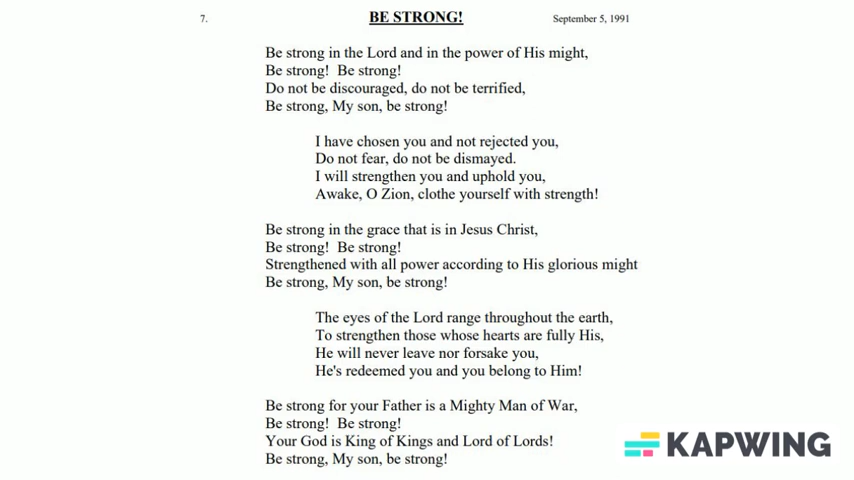 7. BE STRONG! September 5, 1991
Be strong in the Lord and in the power of His might,
Be strong! Be strong!
Do not be discouraged, do not be terrified,
Be strong, My son, be strong!
I have chosen you and not rejected you,
Do not fear, do not be dismayed.
I will strengthen you and uphold you,
Awake, O Zion, clothe yourself with strength!
Be strong in the grace that is in Jesus Christ,
Be strong! Be strong!
Strengthened with all power according to His glorious might
Be strong, My son, be strong!
The eyes of the Lord range throughout the earth,
To strengthen those whose hearts are fully His,
He will never leave nor forsake you,
He's redeemed you and you belong to Him!
Be strong for your Father is a Mighty Man of War,
Be strong! Be strong!
Your God is King of Kings and Lord of Lords!
Be strong, My son, be strong!
KAPWING